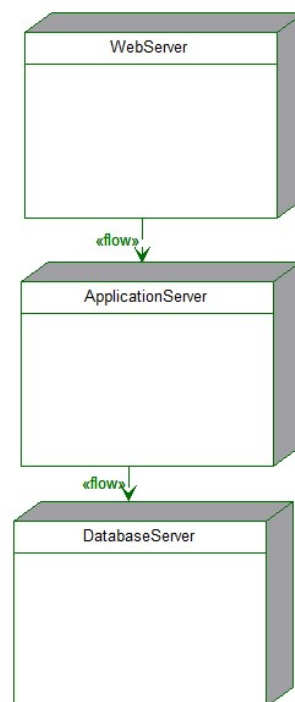 WebServer
«flow»
ApplicationServer
«flow»
DatabaseServer